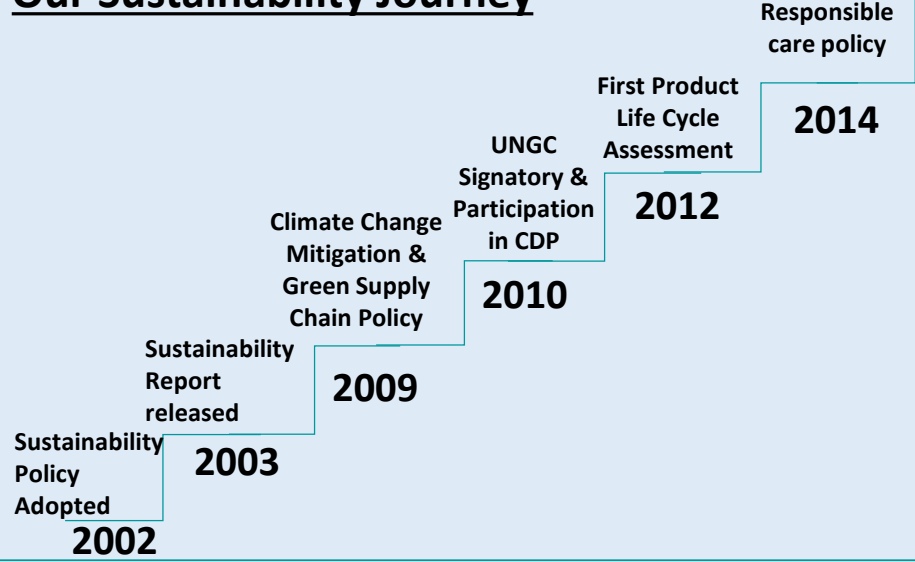 Our Sustainability Journey
Responsible
care policy
2014
First Product
Life Cycle
Assessment
2012
UNGC
Signatory &
Participation
in CDP
2010
Climate Change
Mitigation &
Green Supply
Chain Policy
2009
Sustainability
Report
released
2003
Sustainability
Policy
Adopted
2002